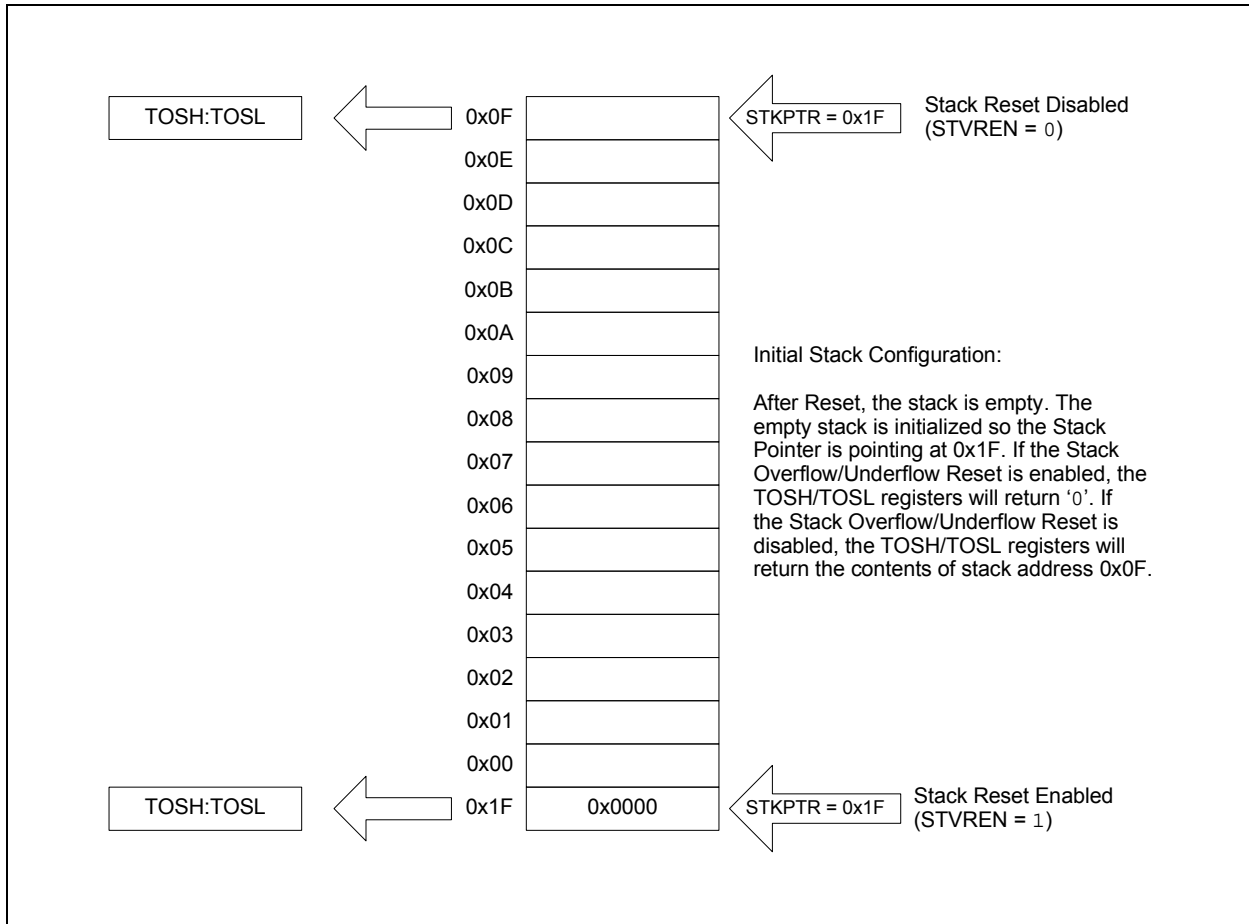 TOSH:TOSL
0x0F
STKPTR = 0x1F
Stack Reset Disabled
(STVREN = 0)
0x0E
0x0D
0x0C
0x0B
0x0A
0x09
0x08
0x07
0x06
0x05
0x04
0x03
0x02
0x01
0x00
Initial Stack Configuration:
After Reset, the stack is empty. The
empty stack is initialized so the Stack
Pointer is pointing at 0x1F. If the Stack
Overflow/Underflow Reset is enabled, the
TOSH/TOSL registers will return ‘0’. If
the Stack Overflow/Underflow Reset is
disabled, the TOSH/TOSL registers will
return the contents of stack address 0x0F.
TOSH:TOSL
0x1F
0x0000
STKPTR = 0x1F
Stack Reset Enabled
(STVREN = 1)